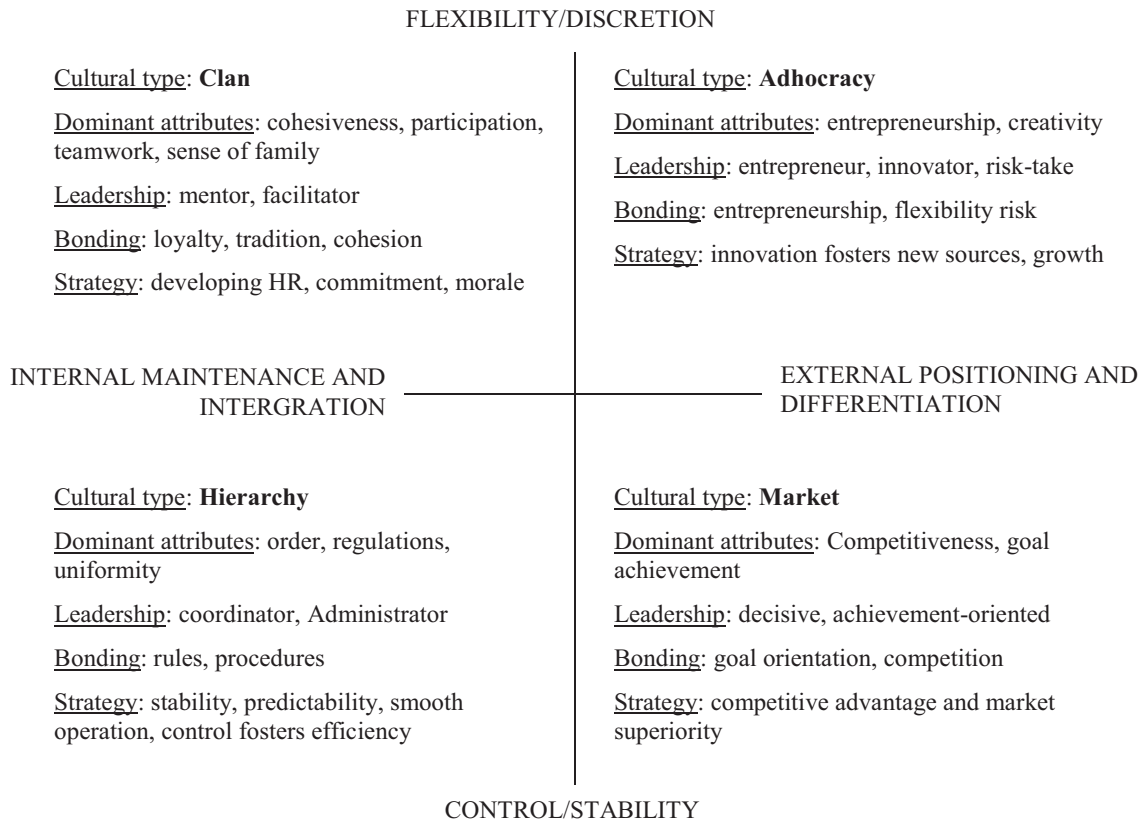 FLEXIBILITY/DISCRETION
Cultural type: Clan
Dominant attributes: cohesiveness, participation,
teamwork, sense of family
Leadership: mentor, facilitator
Bonding: loyalty, tradition, cohesion
Strategy: developing HR, commitment, morale
Cultural type: Adhocracy
Dominant attributes: entrepreneurship, creativity
Leadership: entrepreneur, innovator, risk-take
Bonding: entrepreneurship, flexibility risk
Strategy: innovation fosters new sources, growth
INTERNAL MAINTENANCE AND
INTERGRATION
EXTERNAL POSITIONING AND
DIFFERENTIATION
Cultural type: Hierarchy
Dominant attributes: order, regulations,
uniformity
Leadership: coordinator, Administrator
Bonding: rules, procedures
Strategy: stability, predictability, smooth
operation, control fosters efficiency
Cultural type: Market
Dominant attributes: Competitiveness, goal
achievement
Leadership: decisive, achievement-oriented
Bonding: goal orientation, competition
Strategy: competitive advantage and market
superiority
CONTROL/STABILITY